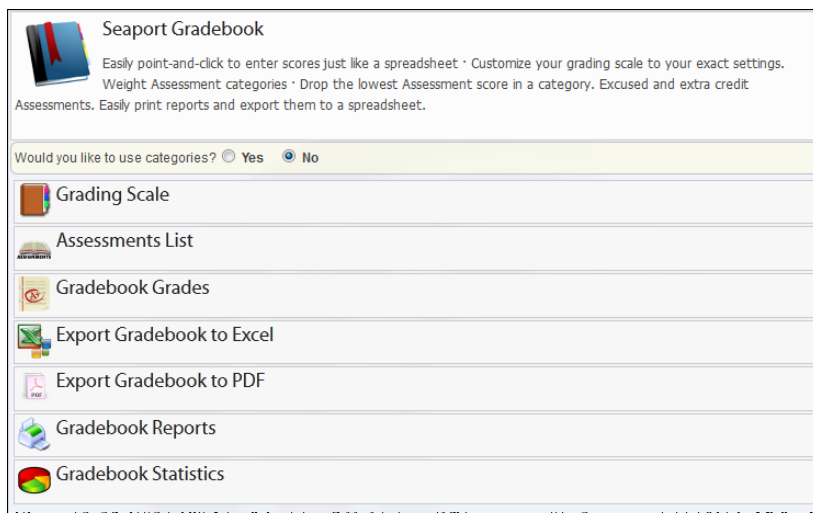 Seaport Gradebook
Easily point-and-click to enter scores just like a spreadsheet · Customize your grading scale to your exact settings.
Weight Assessment categories · Drop the lowest Assessment score in a category. Excused and extra credit
Assessments. Easily print reports and export them to a spreadsheet.
Would you like to use categories? Yes No
Grading Scale
ASSIGNMENTS
Assessments List
A+
Gradebook Grades
Export Gradebook to Excel
PDF
Export Gradebook to PDF
Gradebook Reports
Gradebook Statistics